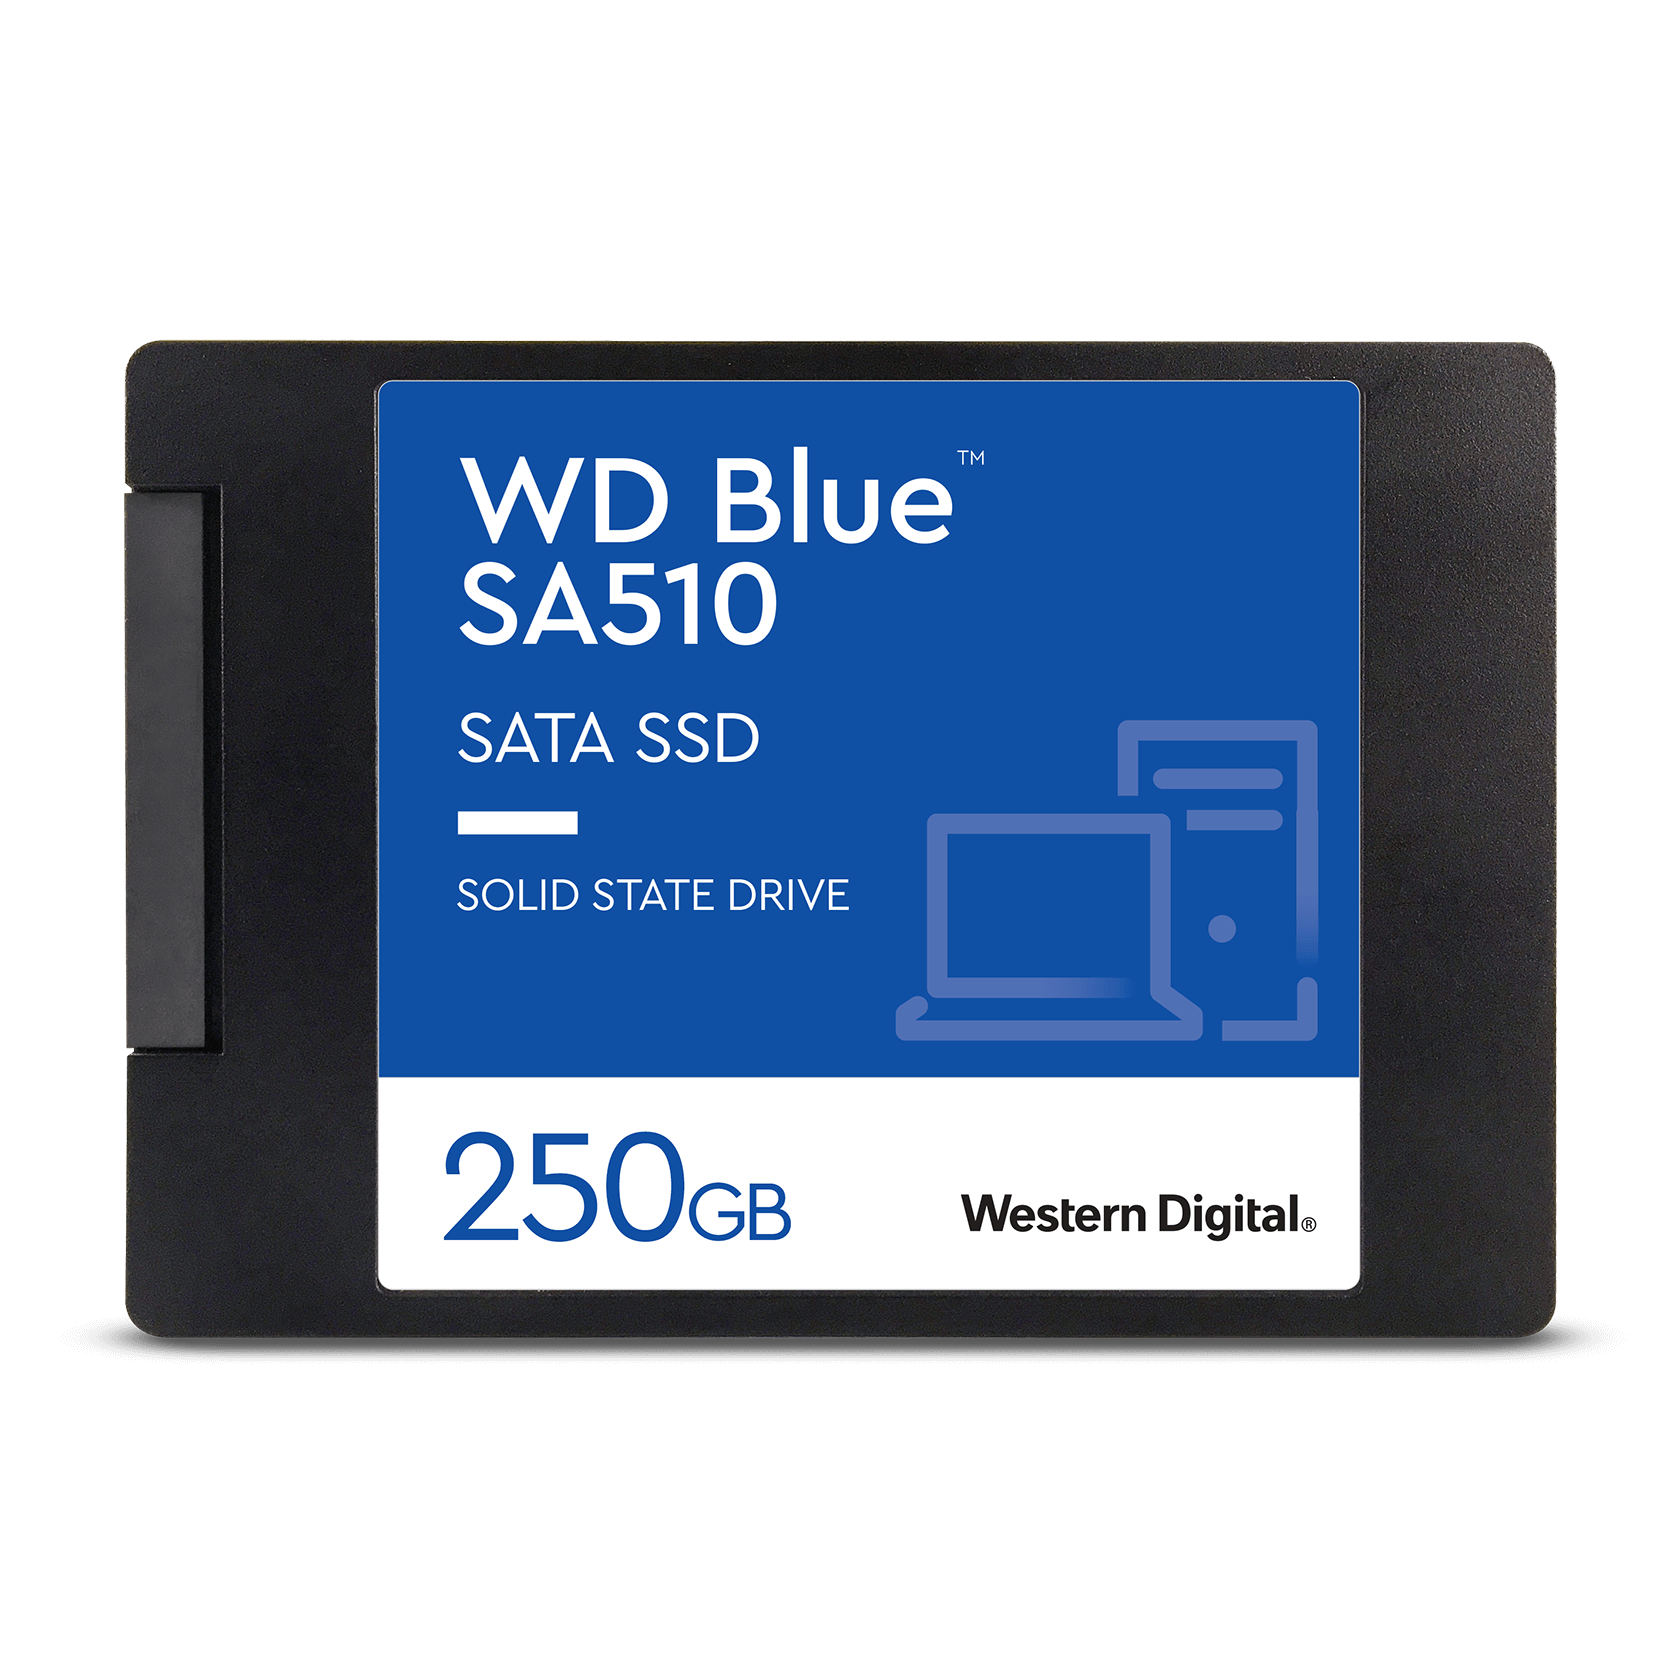 WD Blue™
SA510
SATA SSD
SOLID STATE DRIVE
250GB
Western Digital®